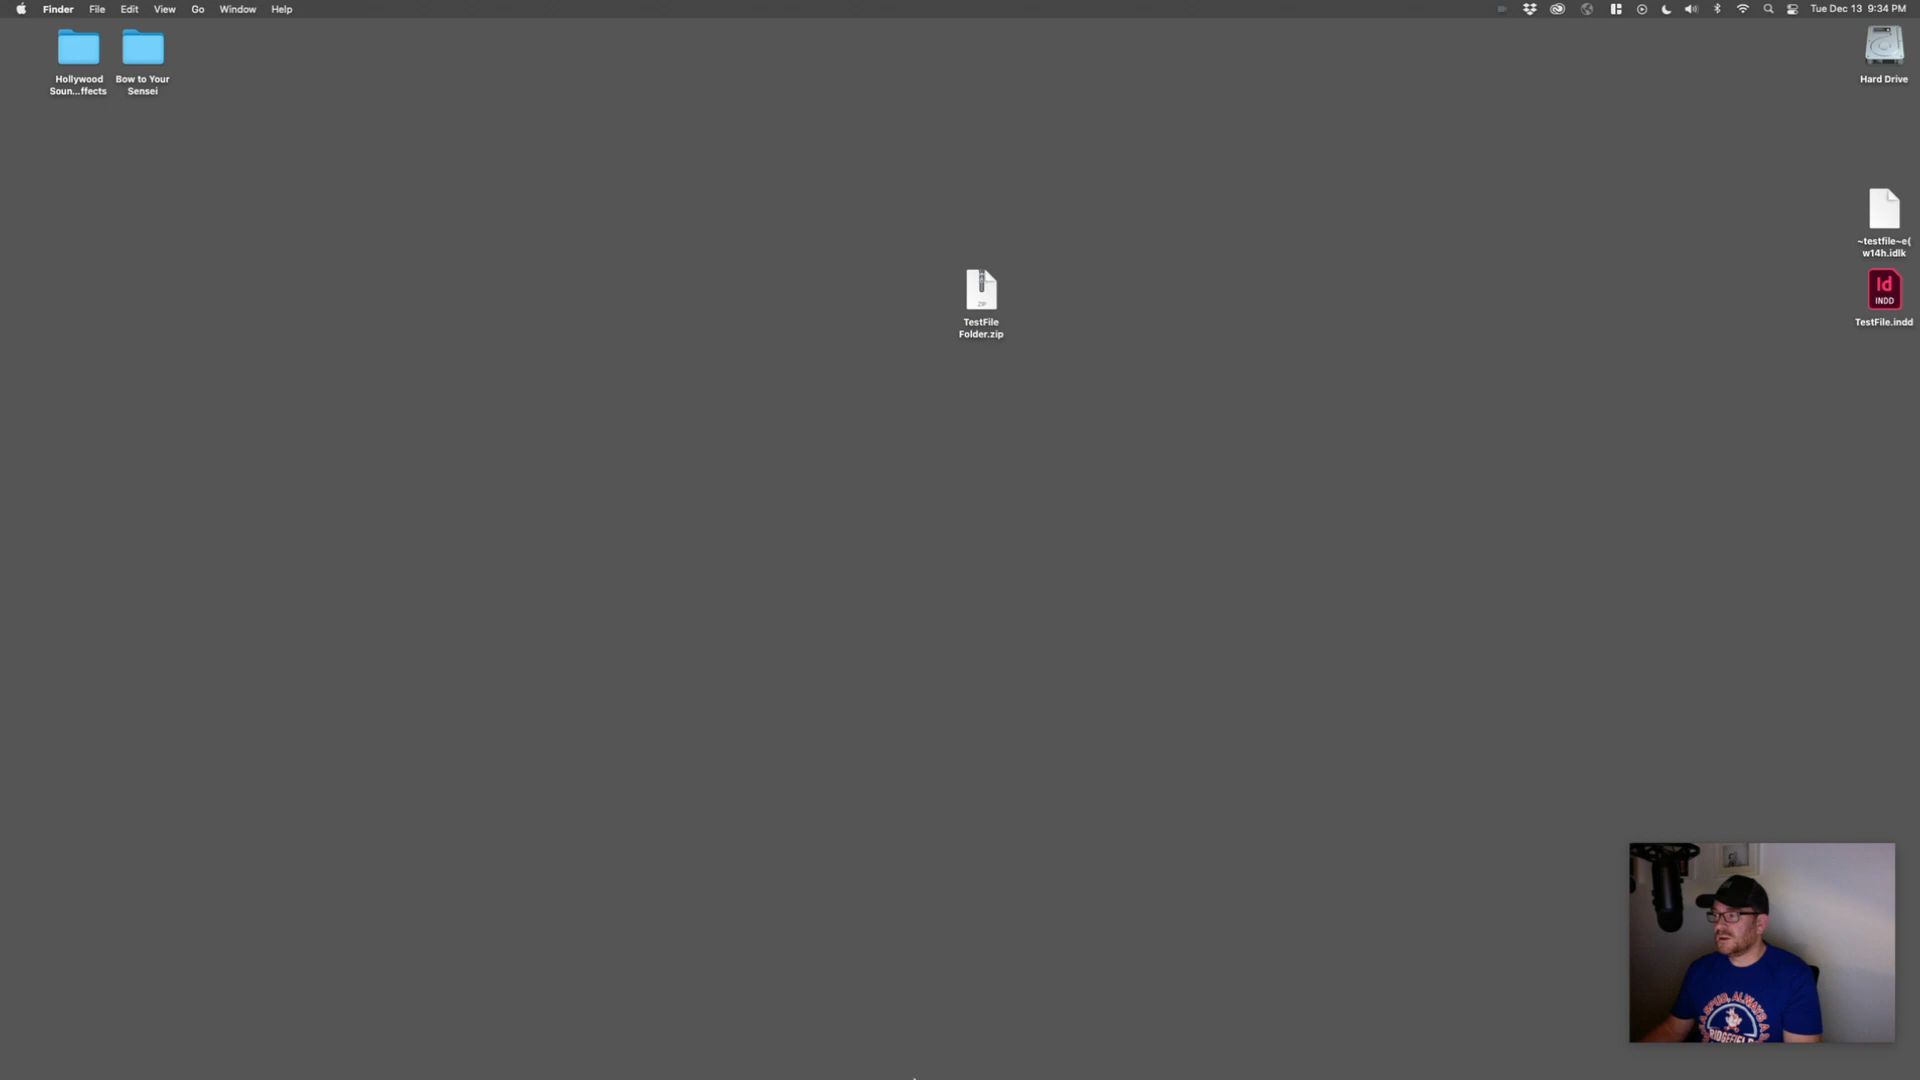 Finder File Edit View Go Window Help
Tue Dec 13 9:34 PM
Hollywood
Soun...ffects
Bow to Your
Sensei
Hard Drive
~testfile~e(
w14h.idlk
ZIP
TestFile
Folder.zip
Id
INDD
TestFile.indd